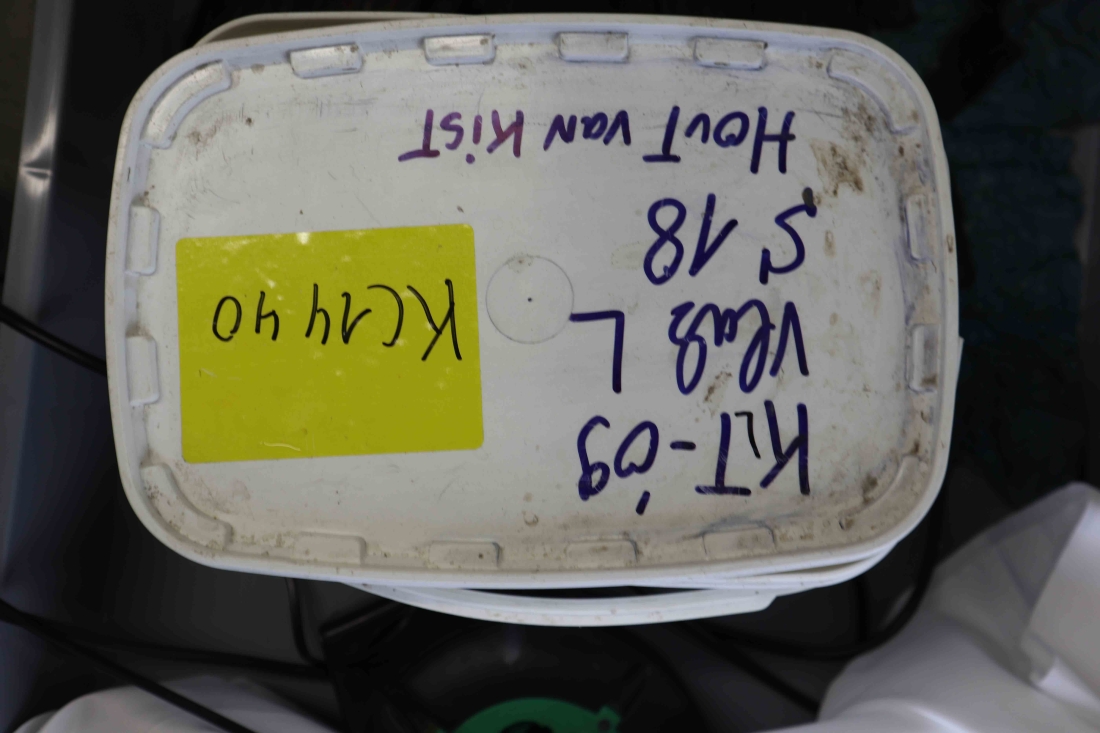 KLT-'09
Vlak L
S 18
HOUT VAN KIST
KC1440